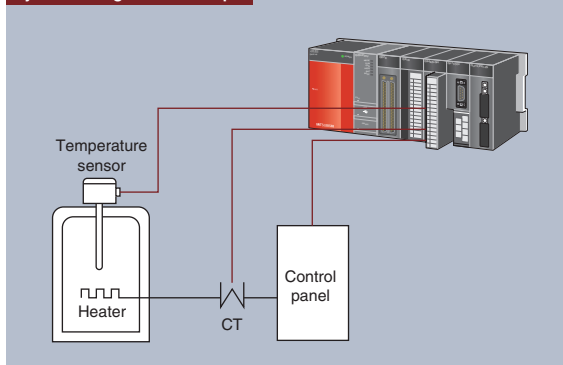 Temperature
sensor
Heater
CT
Control
panel